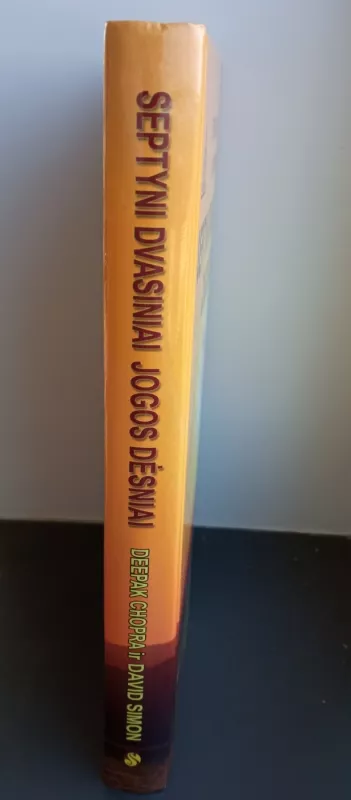 SEPTYNI DVASINIAI JOGOS DĖSNIAI
DEEPAK CHOPRA ir DAVID SIMON